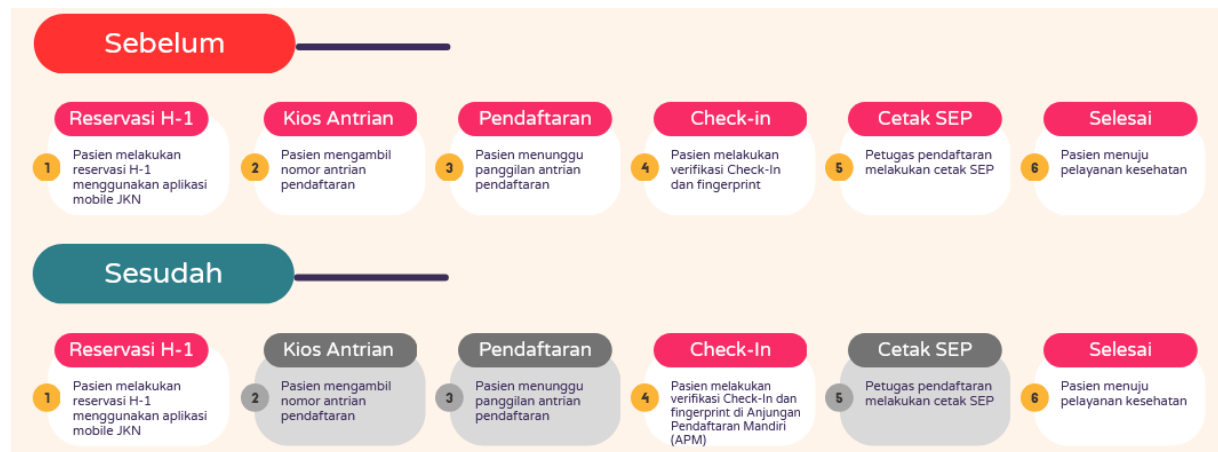 Sebelum
Reservasi H-1
1
Pasien melakukan
reservasi H-1
menggunakan aplikasi
mobile JKN
Kios Antrian
2
Pasien mengambil
nomor antrian
pendaftaran
Pendaftaran
3
Pasien menunggu
panggilan antrian
pendaftaran
Check-in
4
Pasien melakukan
verifikasi Check-In
dan fingerprint
Cetak SEP
5
Petugas pendaftaran
melakukan cetak SEP
Selesai
6
Pasien menuju
pelayanan kesehatan
Sesudah
Reservasi H-1
1
Pasien melakukan
reservasi H-1
menggunakan aplikasi
mobile JKN
Kios Antrian
2
Pasien mengambil
nomor antrian
pendaftaran
Pendaftaran
3
Pasien menunggu
panggilan antrian
pendaftaran
Check-In
4
Pasien melakukan
verifikasi Check-In dan
fingerprint di Anjungan
Pendaftaran Mandiri
(APM)
Cetak SEP
5
Petugas pendaftaran
melakukan cetak SEP
Selesai
6
Pasien menuju
pelayanan kesehatan